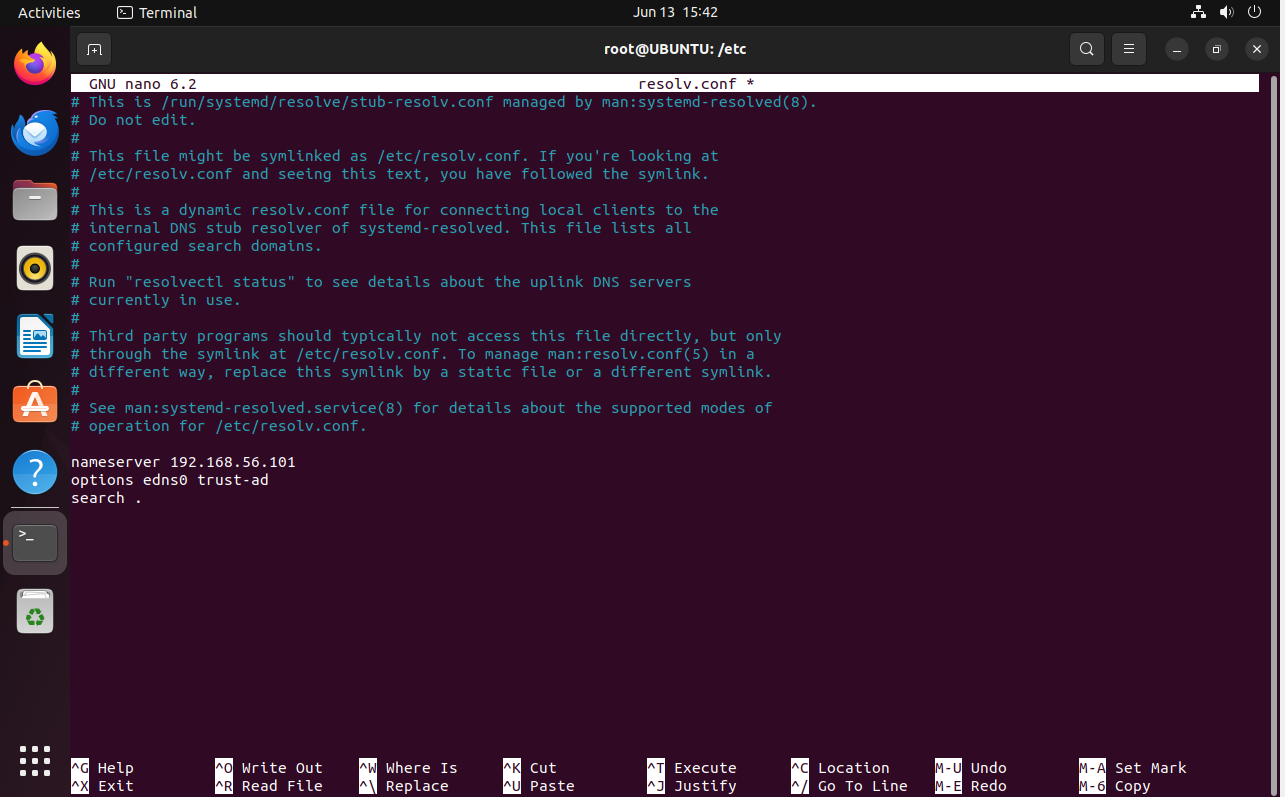 Activities Terminal Jun 13 15:42
root@UBUNTU: /etc
GNU nano 6.2 resolv.conf *
# This is /run/systemd/resolve/stub-resolv.conf managed by man:systemd-resolved(8).
# Do not edit.
#
# This file might be symlinked as /etc/resolv.conf. If you're looking at
# /etc/resolv.conf and seeing this text, you have followed the symlink.
#
# This is a dynamic resolv.conf file for connecting local clients to the
# internal DNS stub resolver of systemd-resolved. This file lists all
# configured search domains.
#
# Run "resolvectl status" to see details about the uplink DNS servers
# currently in use.
#
# Third party programs should typically not access this file directly, but only
# through the symlink at /etc/resolv.conf. To manage man:resolv.conf(5) in a
# different way, replace this symlink by a static file or a different symlink.
#
# See man:systemd-resolved.service(8) for details about the supported modes of
# operation for /etc/resolv.conf.
nameserver 192.168.56.101
options edns0 trust-ad
search .
^G Help ^O Write Out ^W Where Is ^K Cut ^T Execute ^C Location M-U Undo M-A Set Mark
^X Exit ^R Read File ^\ Replace ^U Paste ^J Justify ^/ Go To Line M-E Redo M-6 Copy